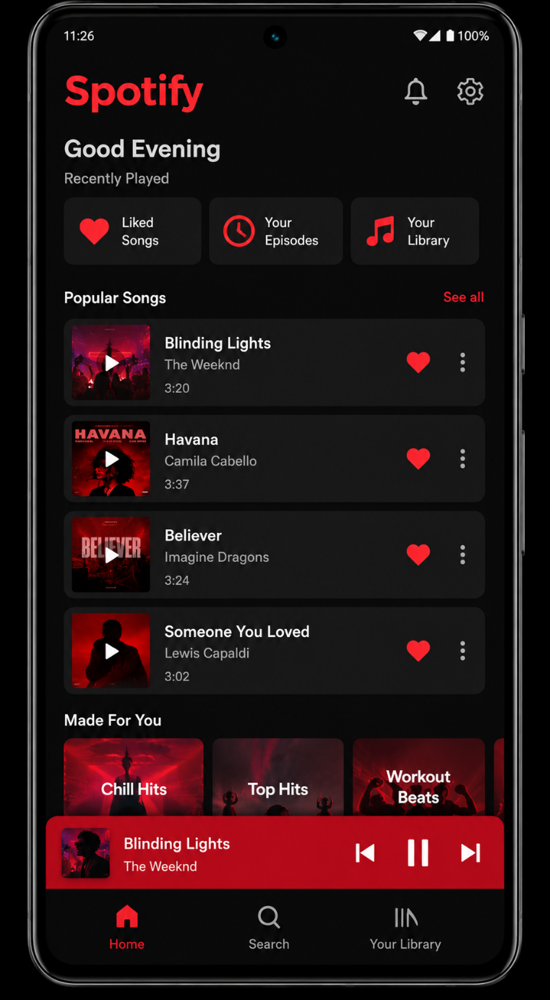 11:26
100%
Spotify
Good Evening
Recently Played
Liked
Songs
Your
Episodes
Your
Library
Popular Songs
See all
Blinding Lights
The Weeknd
3:20
HAVANA
Havana
Camila Cabello
3:37
BELIEVER
Believer
Imagine Dragons
3:24
Someone You Loved
Lewis Capaldi
3:02
Made For You
Chill Hits
Top Hits
Workout
Beats
Blinding Lights
The Weeknd
Home
Search
Your Library